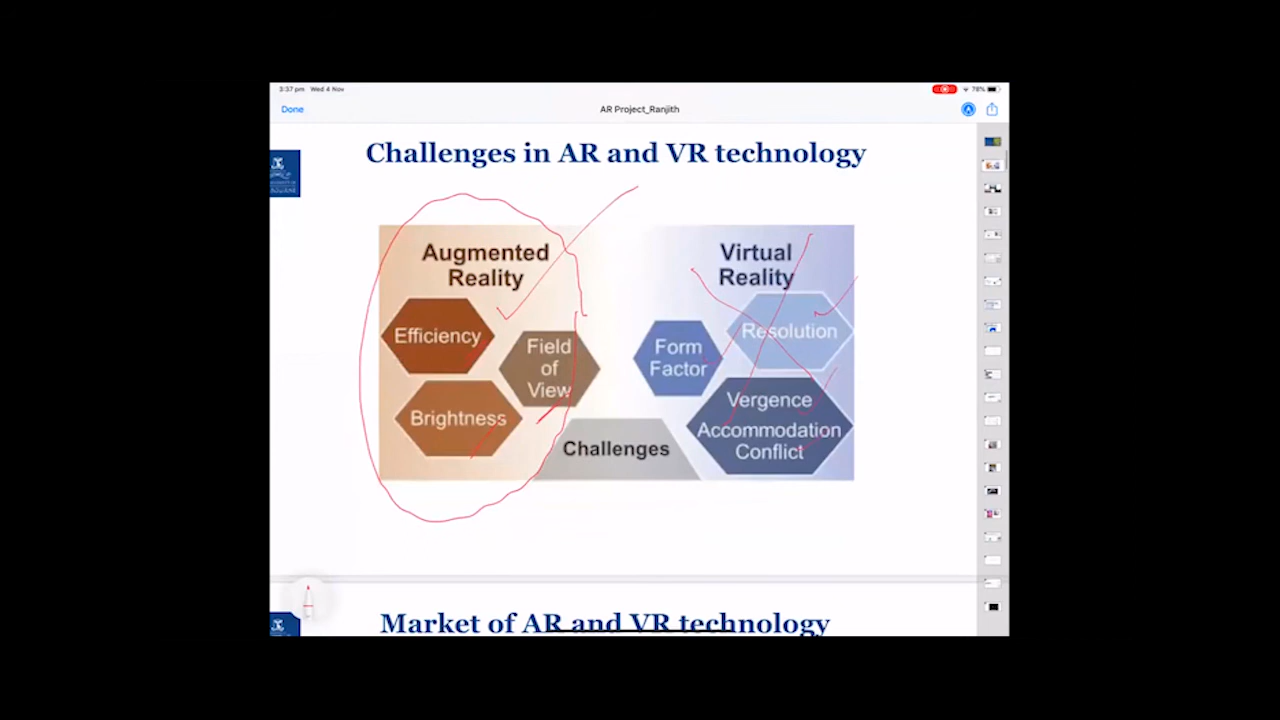 3:37 pm Wed 4 Nov
78%
Done
AR Project_Ranjith
Challenges in AR and VR technology
Augmented
Reality
Efficiency
Field
of
View
Brightness
Challenges
Virtual
Reality
Resolution
Form
Factor
Vergence
Accommodation
Conflict
Market of AR and VR technology